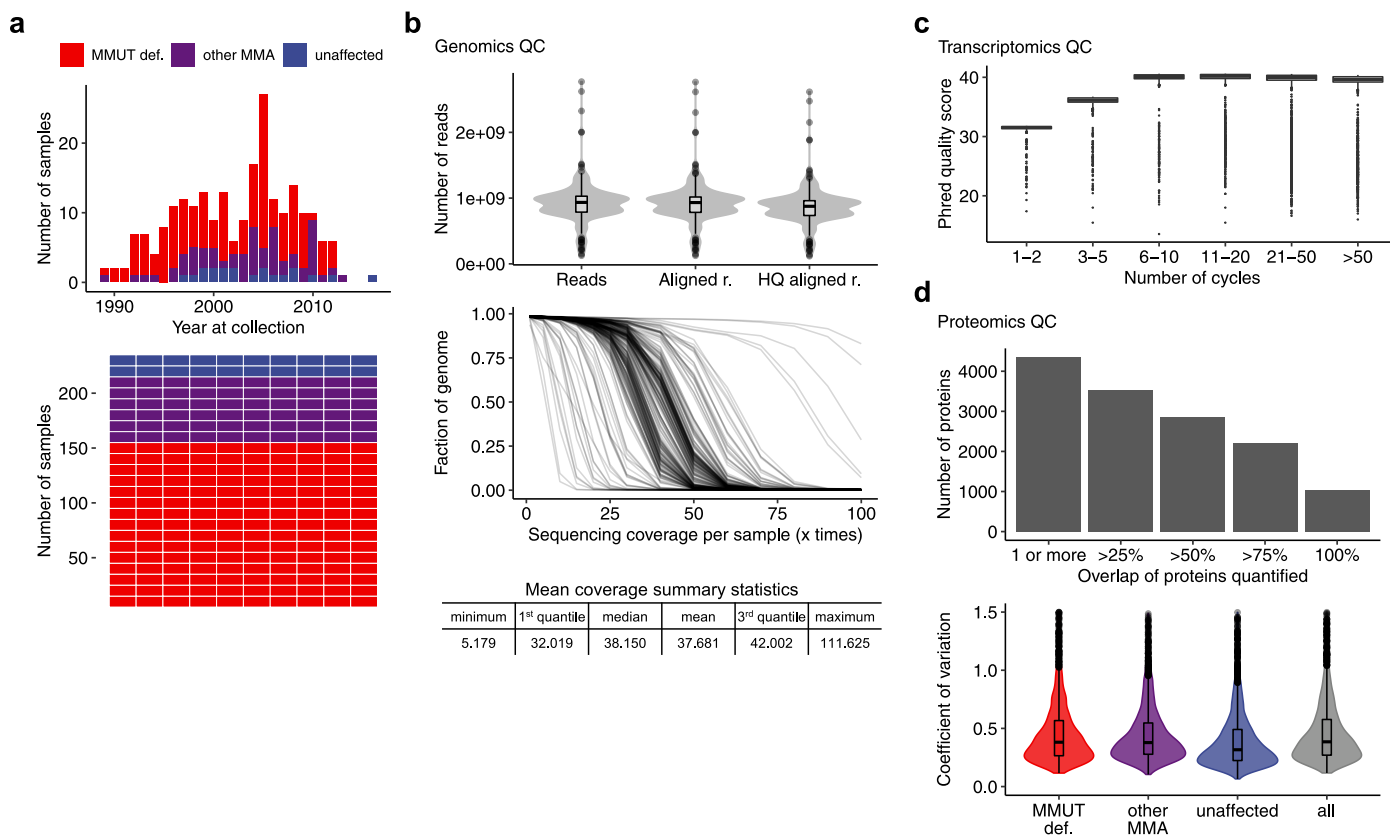 a
MMUT def. other MMA unaffected
Number of samples
20
10
0
1990 2000 2010
Year at collection
Number of samples
200
150
100
50
b
Genomics QC
Number of reads
2e+09
1e+09
0e+00
Reads Aligned r. HQ aligned r.
Faction of genome
1.00
0.75
0.50
0.25
0.00
0 25 50 75 100
Sequencing coverage per sample (x times)
Mean coverage summary statistics
minimum 1st quantile median mean 3rd quantile maximum
5.179 32.019 38.150 37.681 42.002 111.625
c
Transcriptomics QC
Phred quality score
40
30
20
1–2 3–5 6–10 11–20 21–50 >50
Number of cycles
d
Proteomics QC
Number of proteins
4000
3000
2000
1000
0
1 or more >25% >50% >75% 100%
Overlap of proteins quantified
Coefficient of variation
1.5
1.0
0.5
0.0
MMUT other unaffected all
def. MMA